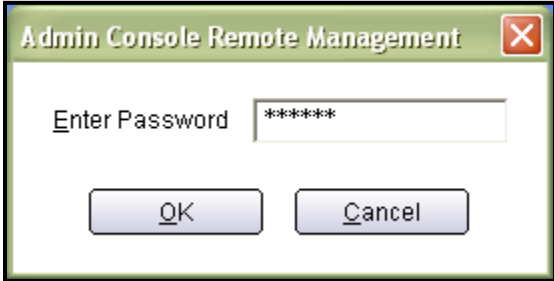 Admin Console Remote Management
Enter Password ******
OK Cancel